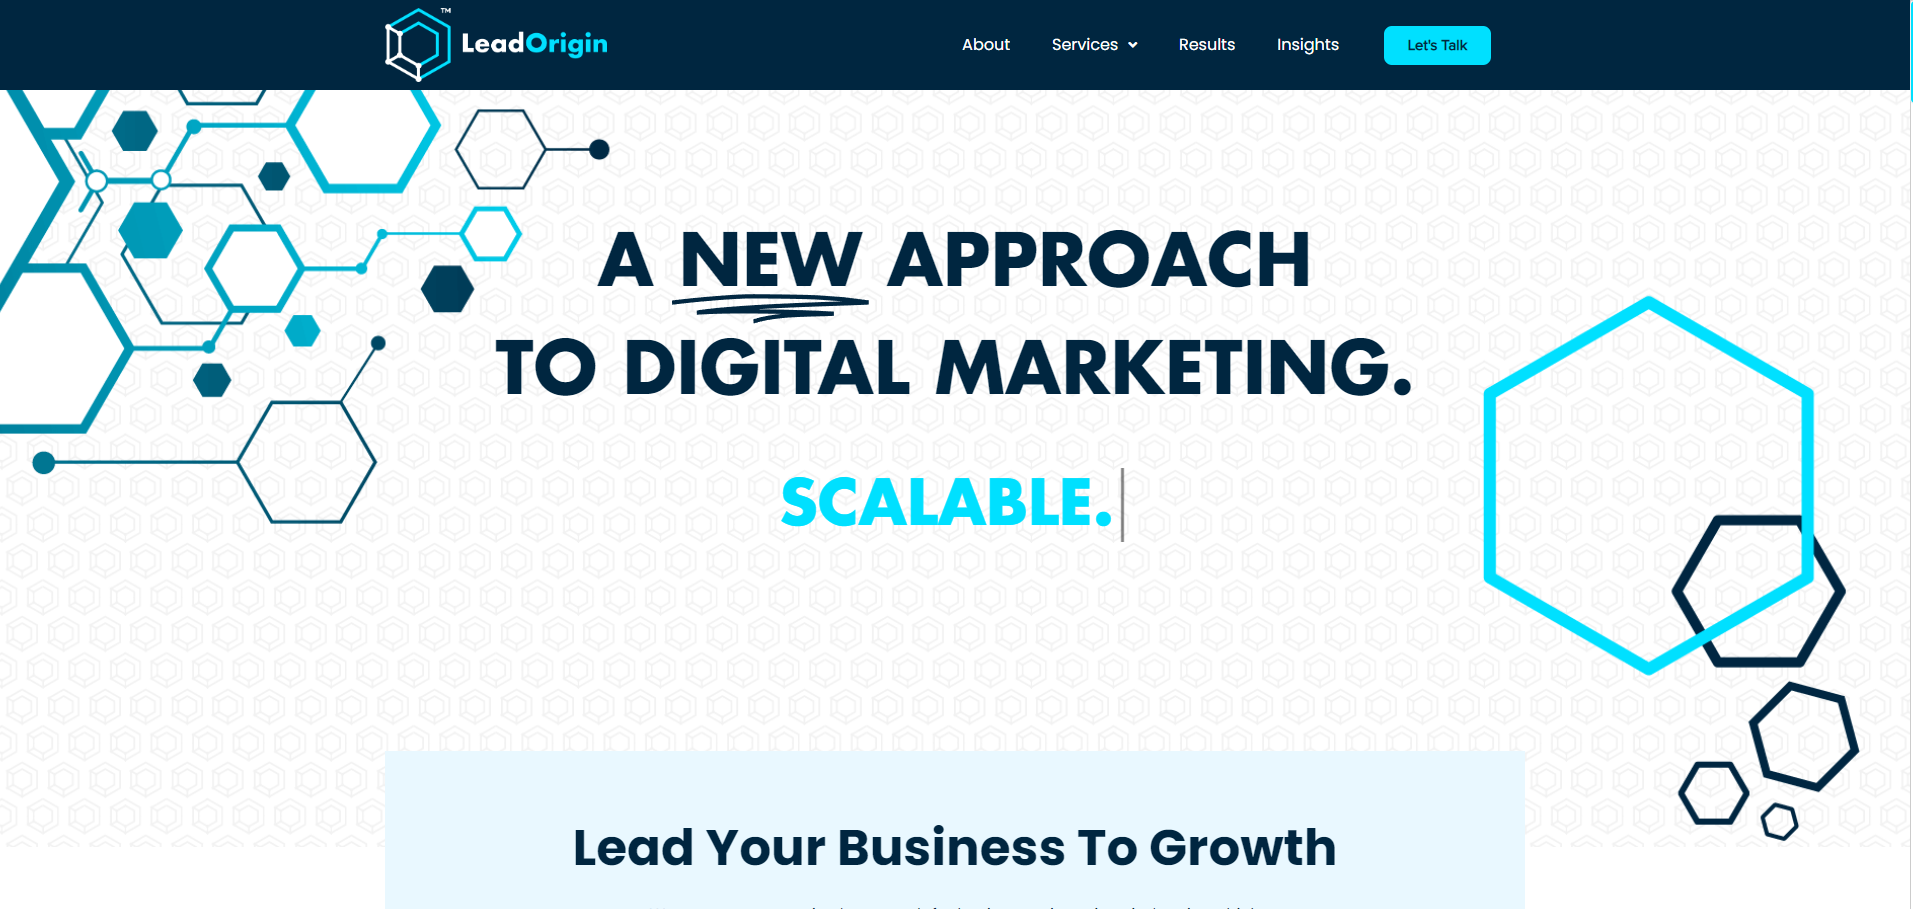 LeadOrigin™
About
Services
Results
Insights
Let's Talk
A NEW APPROACH
TO DIGITAL MARKETING.
SCALABLE.
Lead Your Business To Growth